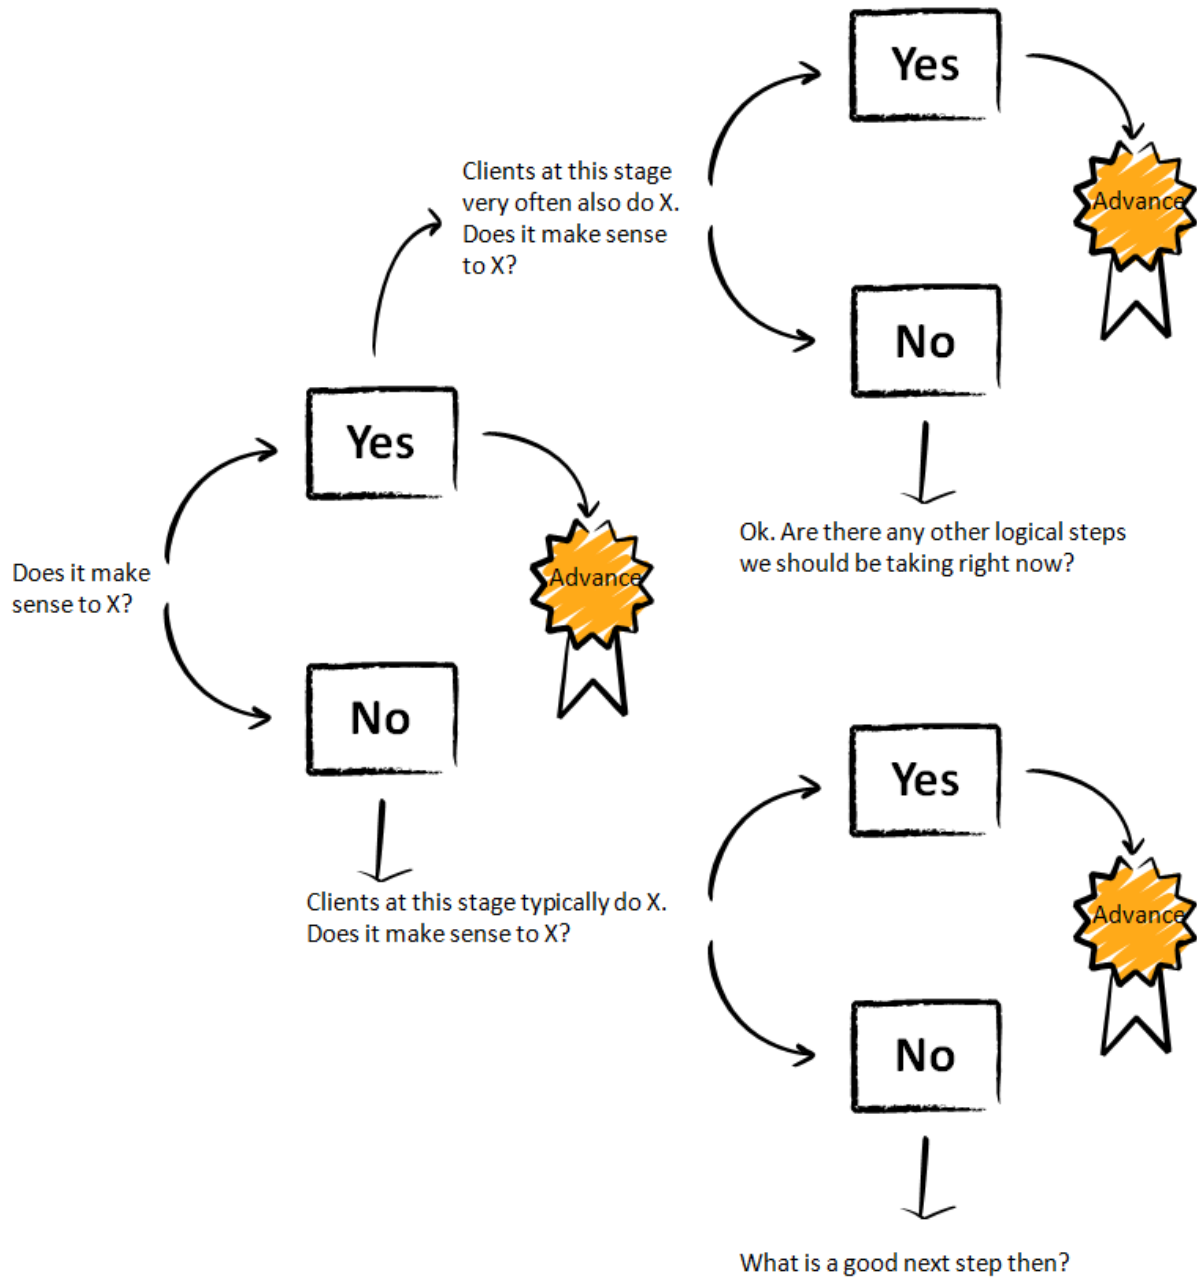 Does it make
sense to X?
Yes
Advance
Clients at this stage
very often also do X.
Does it make sense
to X?
Yes
Advance
No
Ok. Are there any other logical steps
we should be taking right now?
No
Clients at this stage typically do X.
Does it make sense to X?
Yes
Advance
No
What is a good next step then?